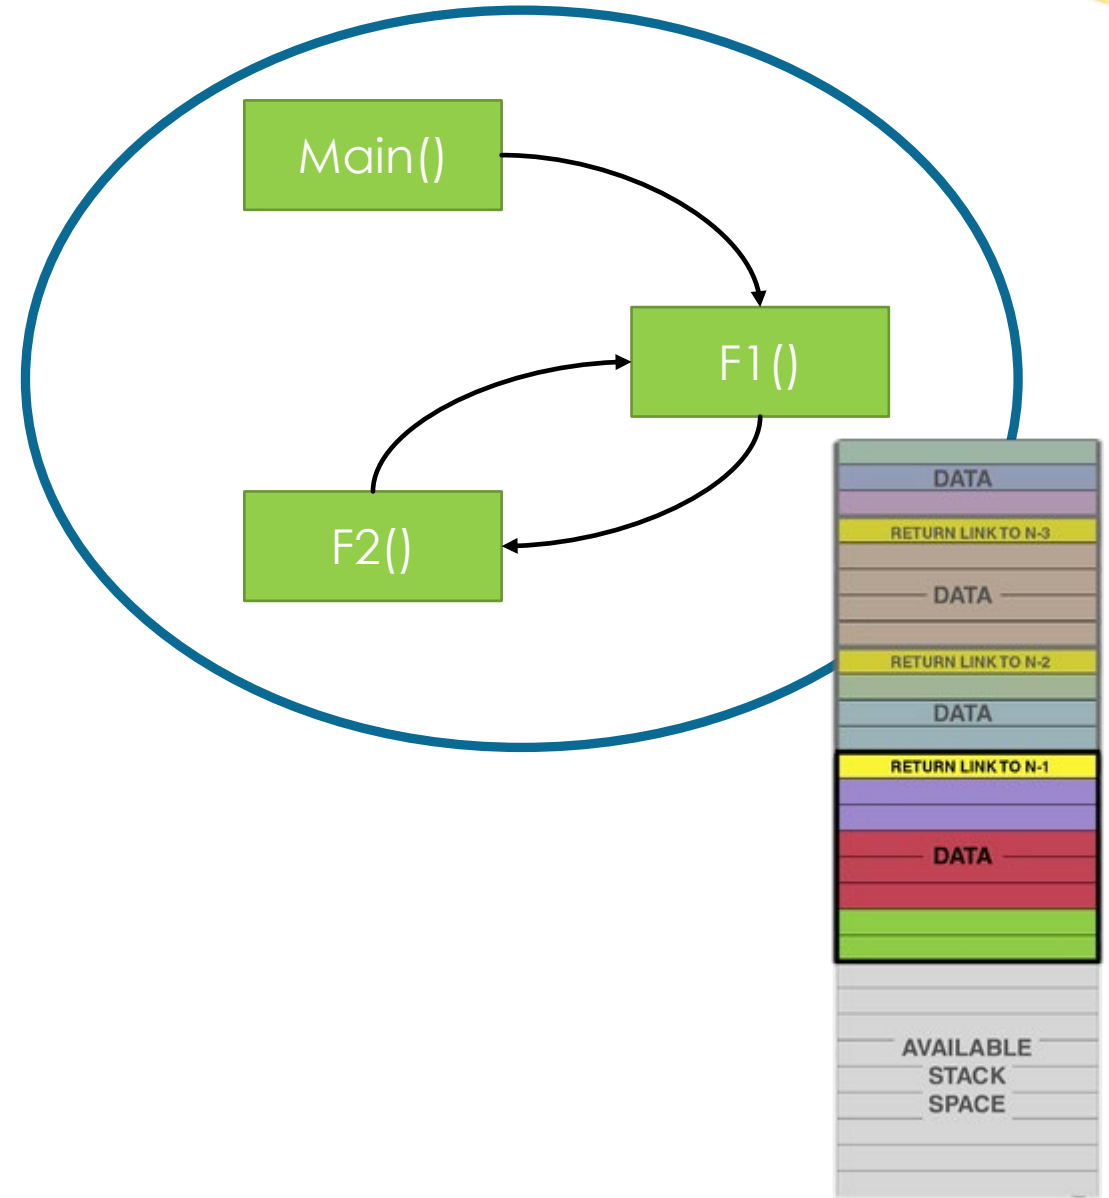 Main()
F1()
F2()
DATA
RETURN LINK TO N-3
DATA
RETURN LINK TO N-2
DATA
RETURN LINK TO N-1
DATA
AVAILABLE
STACK
SPACE